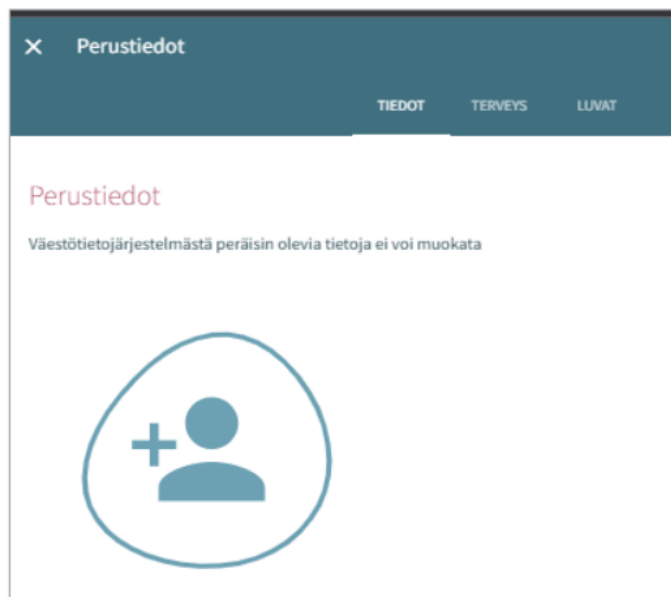 Perustiedot
TIEDOT TERVEYS LUVAT
Perustiedot
Väestötietojärjestelmästä peräisin olevia tietoja ei voi muokata